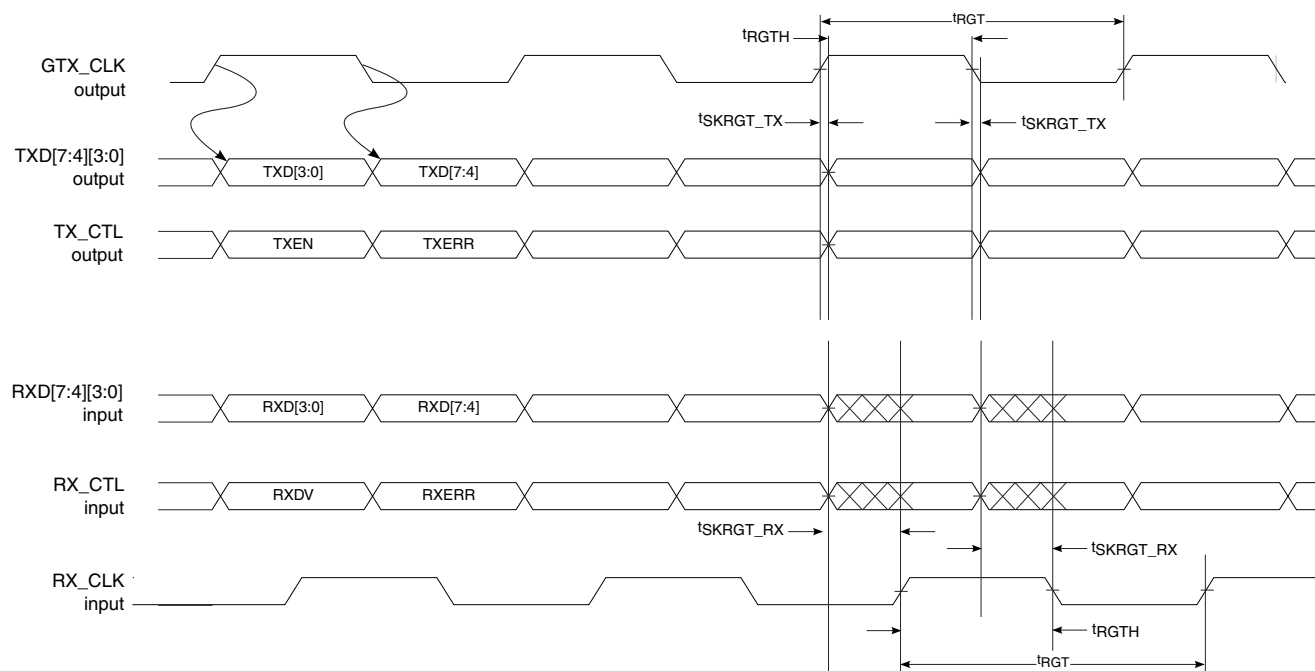 tRGT
tRGTH
GTX_CLK
output
tSKRGT_TX
tSKRGT_TX
TXD[7:4][3:0]
output
TXD[3:0]
TXD[7:4]
TX_CTL
output
TXEN
TXERR
RXD[7:4][3:0]
input
RXD[3:0]
RXD[7:4]
RX_CTL
input
RXDV
RXERR
tSKRGT_RX
tSKRGT_RX
RX_CLK
input
tRGTH
tRGT